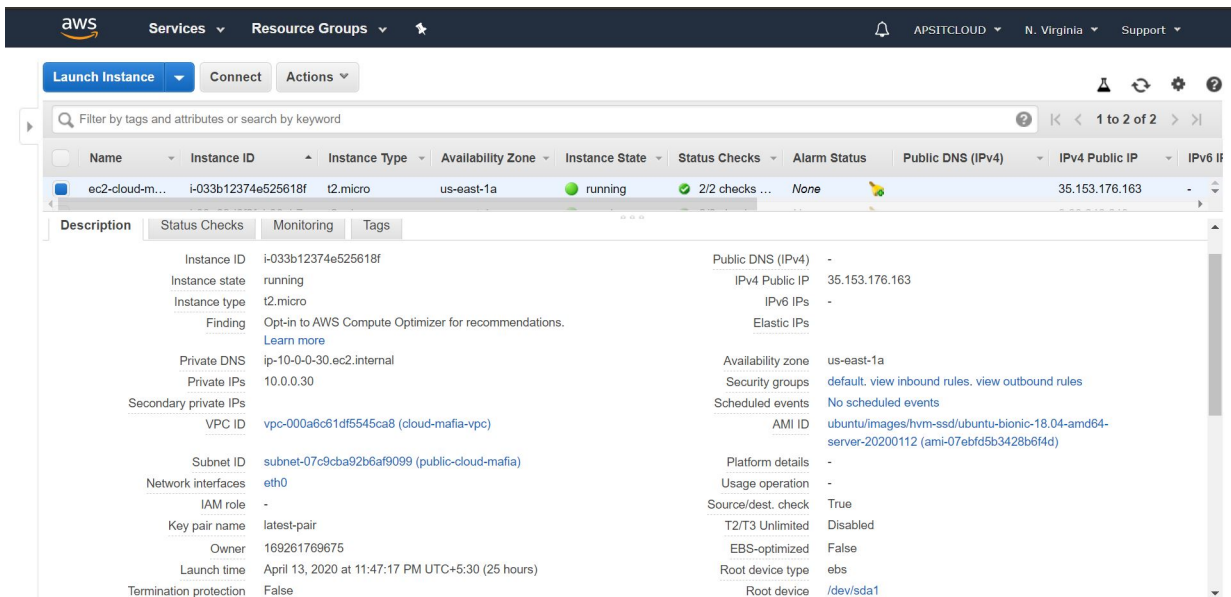 aws Services Resource Groups APSITCLOUD N. Virginia Support
Launch Instance Connect Actions
Filter by tags and attributes or search by keyword 1 to 2 of 2
Name Instance ID Instance Type Availability Zone Instance State Status Checks Alarm Status Public DNS (IPv4) IPv4 Public IP IPv6 IF
ec2-cloud-m... i-033b12374e525618f t2.micro us-east-1a running 2/2 checks ... None 35.153.176.163 -
Description Status Checks Monitoring Tags
Instance ID i-033b12374e525618f Public DNS (IPv4) -
Instance state running IPv4 Public IP 35.153.176.163
Instance type t2.micro IPv6 IPs -
Finding Opt-in to AWS Compute Optimizer for recommendations. Elastic IPs
Learn more
Private DNS ip-10-0-0-30.ec2.internal Availability zone us-east-1a
Private IPs 10.0.0.30 Security groups default. view inbound rules. view outbound rules
Secondary private IPs Scheduled events No scheduled events
VPC ID vpc-000a6c61df5545ca8 (cloud-mafia-vpc) AMI ID ubuntu/images/hvm-ssd/ubuntu-bionic-18.04-amd64-
server-20200112 (ami-07ebfd5b3428b6f4d)
Subnet ID subnet-07c9cba92b6af9099 (public-cloud-mafia) Platform details -
Network interfaces eth0 Usage operation -
IAM role - Source/dest. check True
Key pair name latest-pair T2/T3 Unlimited Disabled
Owner 169261769675 EBS-optimized False
Launch time April 13, 2020 at 11:47:17 PM UTC+5:30 (25 hours) Root device type ebs
Termination protection False Root device /dev/sda1